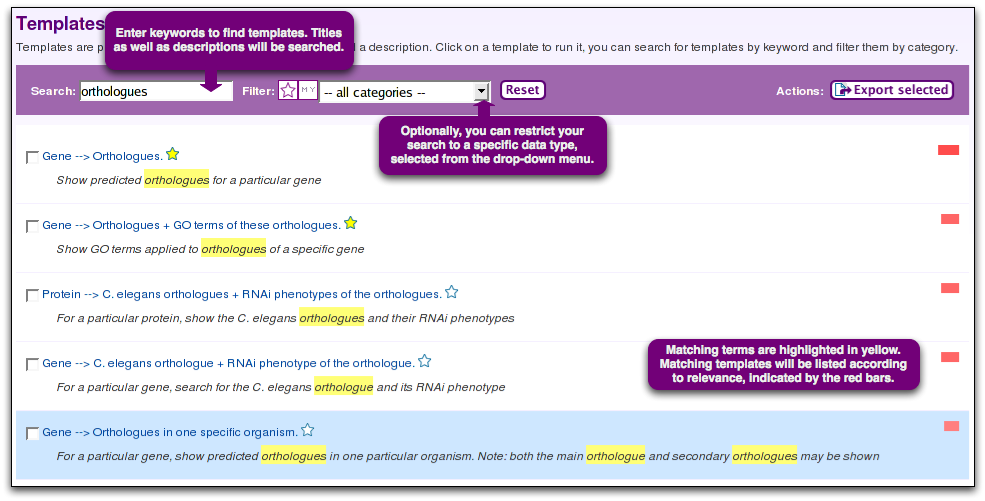 Templates
Enter keywords to find templates. Titles
as well as descriptions will be searched.
Templates are p
a description. Click on a template to run it, you can search for templates by keyword and filter them by category.
Search: orthologues Filter: MY -- all categories -- Reset Actions: Export selected
Optionally, you can restrict your
search to a specific data type,
selected from the drop-down menu.
Gene --> Orthologues.
Show predicted orthologues for a particular gene
Gene --> Orthologues + GO terms of these orthologues.
Show GO terms applied to orthologues of a specific gene
Protein --> C. elegans orthologues + RNAi phenotypes of the orthologues.
For a particular protein, show the C. elegans orthologues and their RNAi phenotypes
Matching terms are highlighted in yellow.
Matching templates will be listed according
to relevance, indicated by the red bars.
Gene --> C. elegans orthologue + RNAi phenotype of the orthologue.
For a particular gene, search for the C. elegans orthologue and its RNAi phenotype
Gene --> Orthologues in one specific organism.
For a particular gene, show predicted orthologues in one particular organism. Note: both the main orthologue and secondary orthologues may be shown